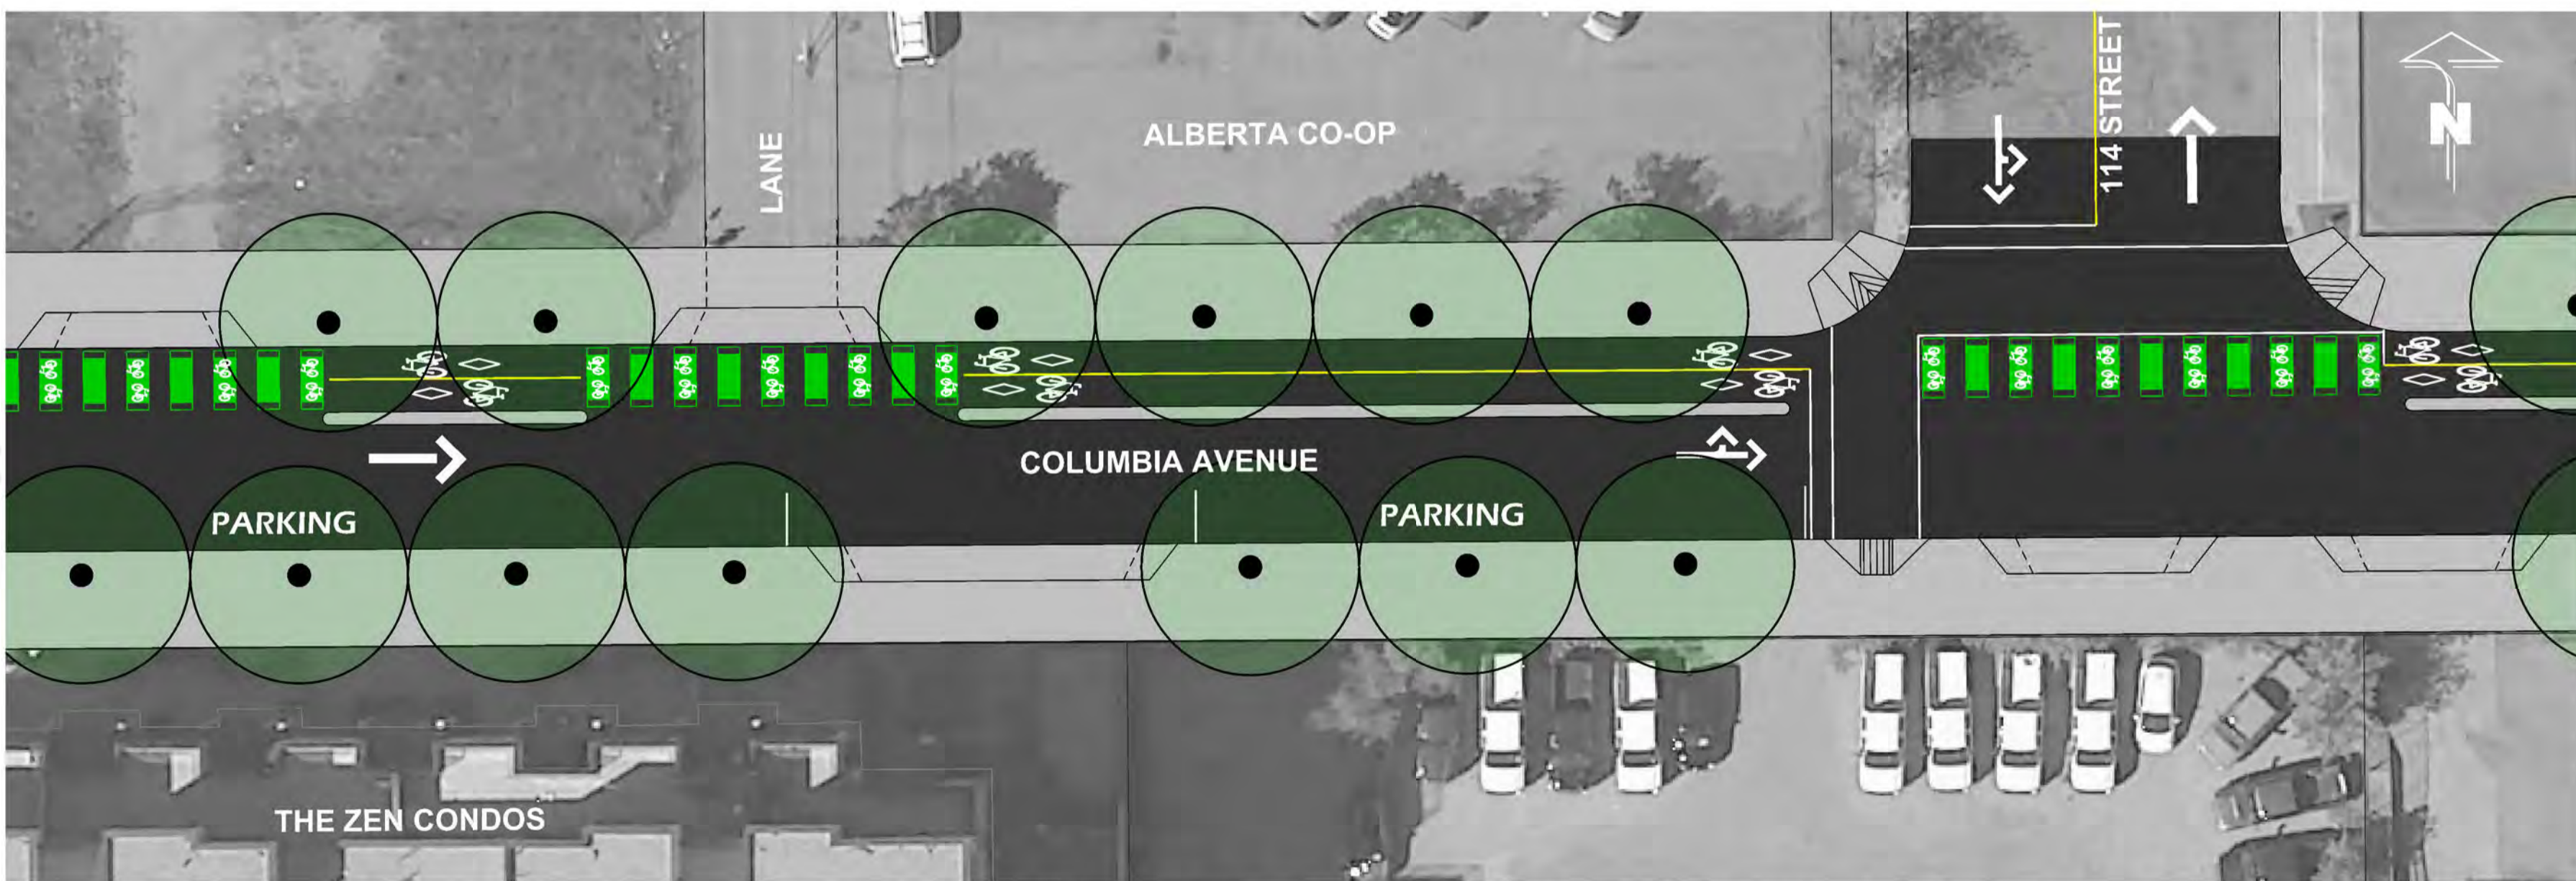 114 STREET
N
LANE
ALBERTA CO-OP
COLUMBIA AVENUE
PARKING
PARKING
THE ZEN CONDOS